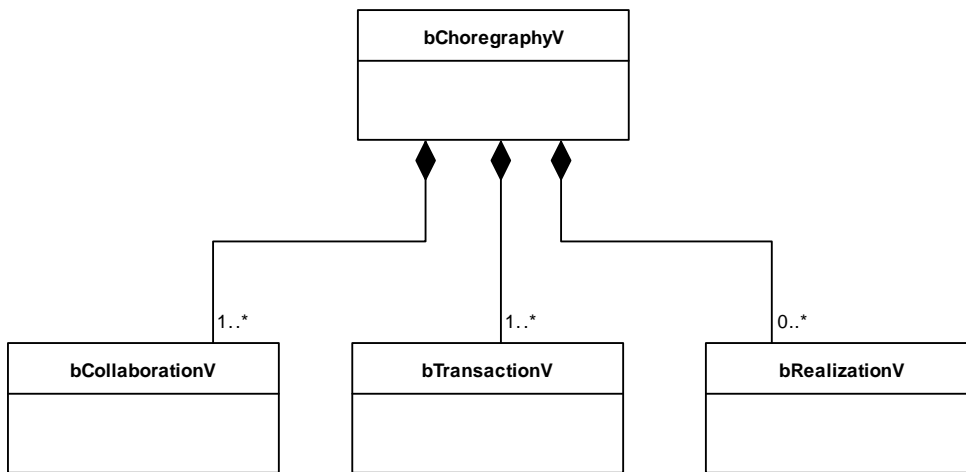 bChoregraphyV
1..*
1..*
0..*
bCollaborationV
bTransactionV
bRealizationV